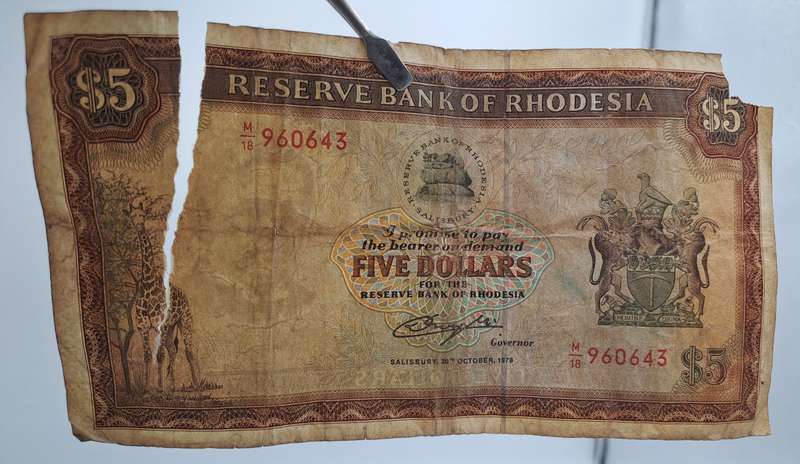 $5
RESERVE BANK OF RHODESIA
$5
M/18 960643
RESERVE BANK OF RHODESIA
SALISBURY
I promise to pay
the bearer on demand
FIVE DOLLARS
FOR THE
RESERVE BANK OF RHODESIA
Governor
SALISBURY, 20TH OCTOBER, 1978
M/18 960643
$5